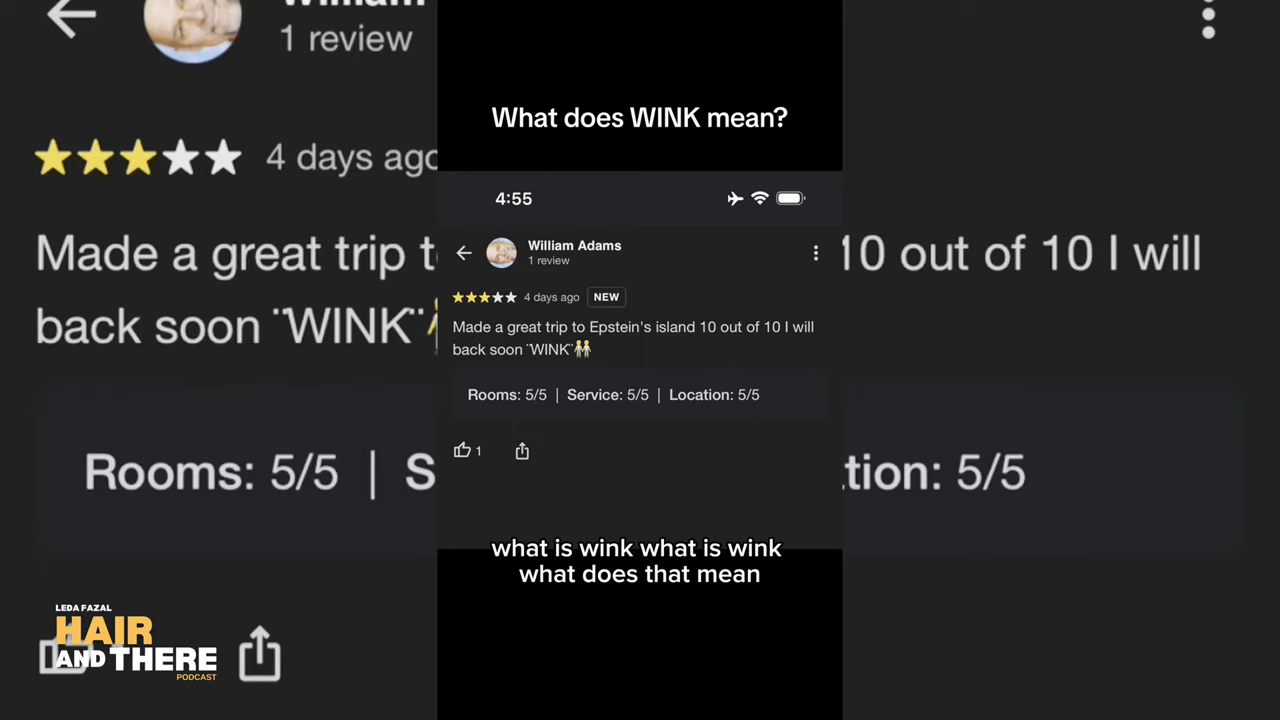 William
1 review
4 days ago
Made a great trip t
10 out of 10 I will
back soon ¨WINK¨
Rooms: 5/5 | S
tion: 5/5
What does WINK mean?
4:55
William Adams
1 review
4 days ago NEW
Made a great trip to Epstein's island 10 out of 10 I will
back soon ¨WINK¨
Rooms: 5/5 | Service: 5/5 | Location: 5/5
1
what is wink what is wink
what does that mean
LEDA FAZAL
HAIR
AND THERE
PODCAST